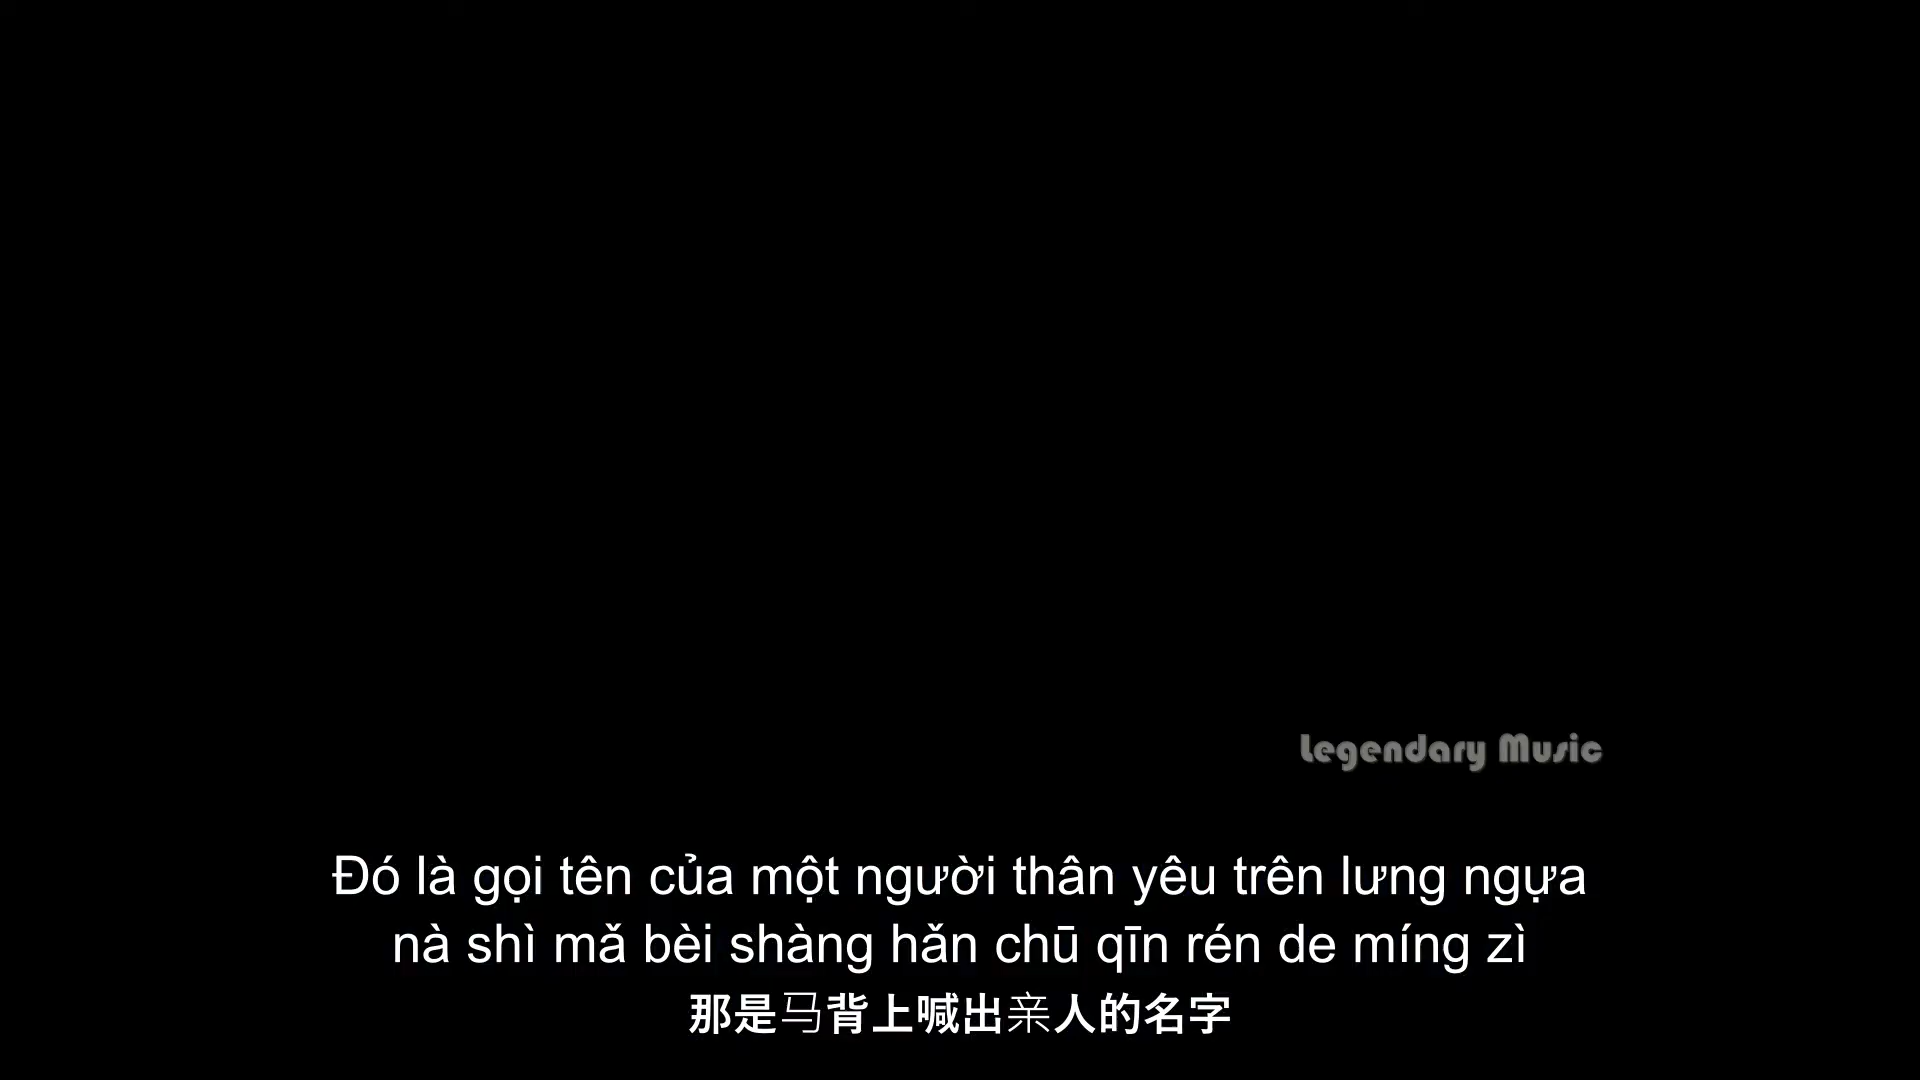 Legendary Music
Đó là gọi tên của một người thân yêu trên lưng ngựa
nà shì mǎ bèi shàng hǎn chū qīn rén de míng zì
那是马背上喊出亲人的名字